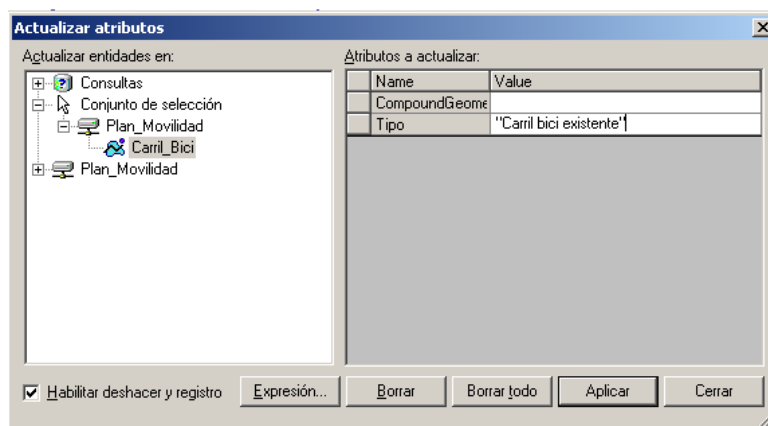 Actualizar atributos
Actualizar entidades en:
Atributos a actualizar:
Consultas
Conjunto de selección
Plan_Movilidad
Carril_Bici
Plan_Movilidad
Name Value
CompoundGeome
Tipo "Carril bici existente"
Habilitar deshacer y registro
Expresión...
Borrar
Borrar todo
Aplicar
Cerrar